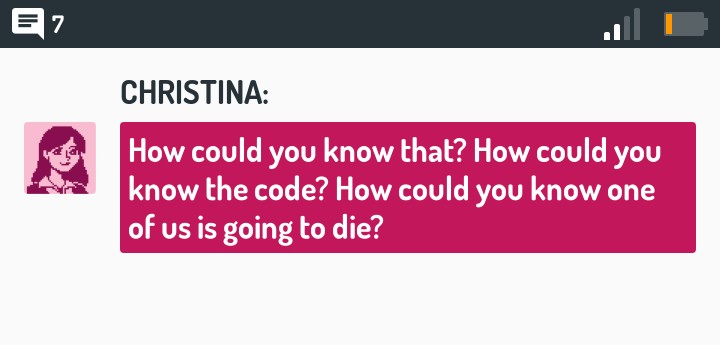 7
CHRISTINA:
How could you know that? How could you
know the code? How could you know one
of us is going to die?